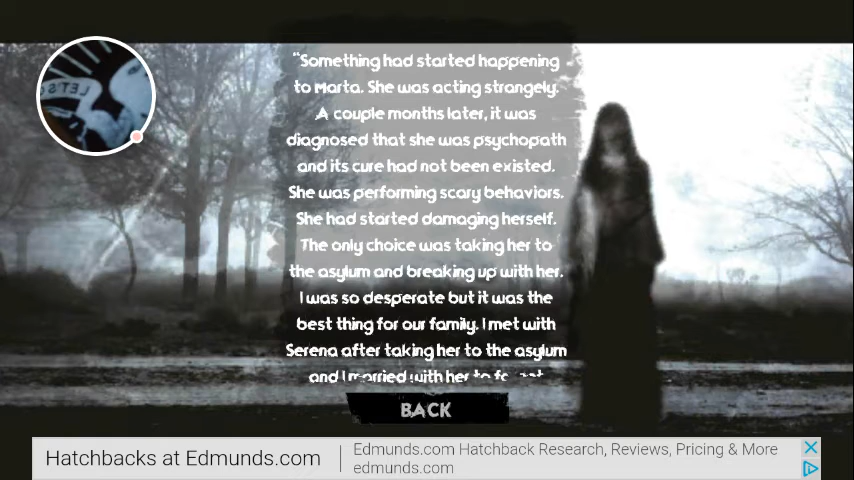 "Something had started happening
to Marta. She was acting strangely.
A couple months later, it was
diagnosed that she was psychopath
and its cure had not been existed.
She was performing scary behaviors.
She had started damaging herself.
The only choice was taking her to
the asylum and breaking up with her.
I was so desperate but it was the
best thing for our family. I met with
Serena after taking her to the asylum
and I married with her to
BACK
Hatchbacks at Edmunds.com
Edmunds.com Hatchback Research, Reviews, Pricing & More
edmunds.com